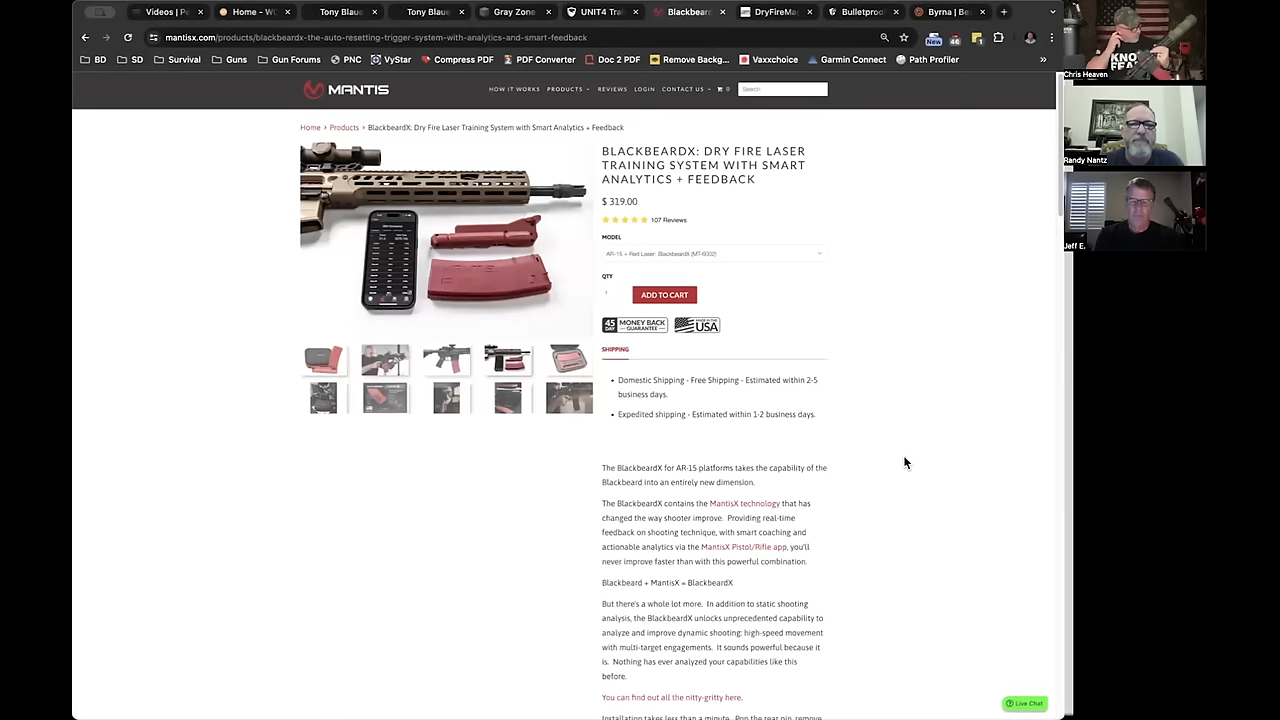 Videos | Pa
Home - WC
Tony Blaue
Tony Blaue
Gray Zone
UNIT4 Trai
Blackbeard
DryFireMa
Bulletproof
Byrna | Be
mantisx.com/products/blackbeardx-the-auto-resetting-trigger-system-with-analytics-and-smart-feedback
New
46
BD
SD
Survival
Guns
Gun Forums
PNC
VyStar
Compress PDF
PDF Converter
Doc 2 PDF
Remove Backg...
Vaxxchoice
Garmin Connect
Path Profiler
MANTIS
HOW IT WORKS PRODUCTS REVIEWS LOGIN CONTACT US 0
Search
Home › Products › BlackbeardX: Dry Fire Laser Training System with Smart Analytics + Feedback
BLACKBEARDX: DRY FIRE LASER
TRAINING SYSTEM WITH SMART
ANALYTICS + FEEDBACK
$ 319.00
107 Reviews
MODEL
AR-15 + Red Laser: BlackbeardX (MT-6002)
QTY
1
ADD TO CART
45 DAY MONEY BACK GUARANTEE
MADE IN THE USA
SHIPPING
Domestic Shipping - Free Shipping - Estimated within 2-5
business days.
Expedited shipping - Estimated within 1-2 business days.
The BlackbeardX for AR-15 platforms takes the capability of the
Blackbeard into an entirely new dimension.
The BlackbeardX contains the MantisX technology that has
changed the way shooter improve. Providing real-time
feedback on shooting technique, with smart coaching and
actionable analytics via the MantisX Pistol/Rifle app, you'll
never improve faster than with this powerful combination.
Blackbeard + MantisX = BlackbeardX
But there's a whole lot more. In addition to static shooting
analysis, the BlackbeardX unlocks unprecedented capability to
analyze and improve dynamic shooting: high-speed movement
with multi-target engagements. It sounds powerful because it
is. Nothing has ever analyzed your capabilities like this
before.
You can find out all the nitty-gritty here.
Installation takes less than a minute. Pop the rear pin, remove
Live Chat
KNO
FEA
Chris Heaven
Randy Nantz
Jeff E.